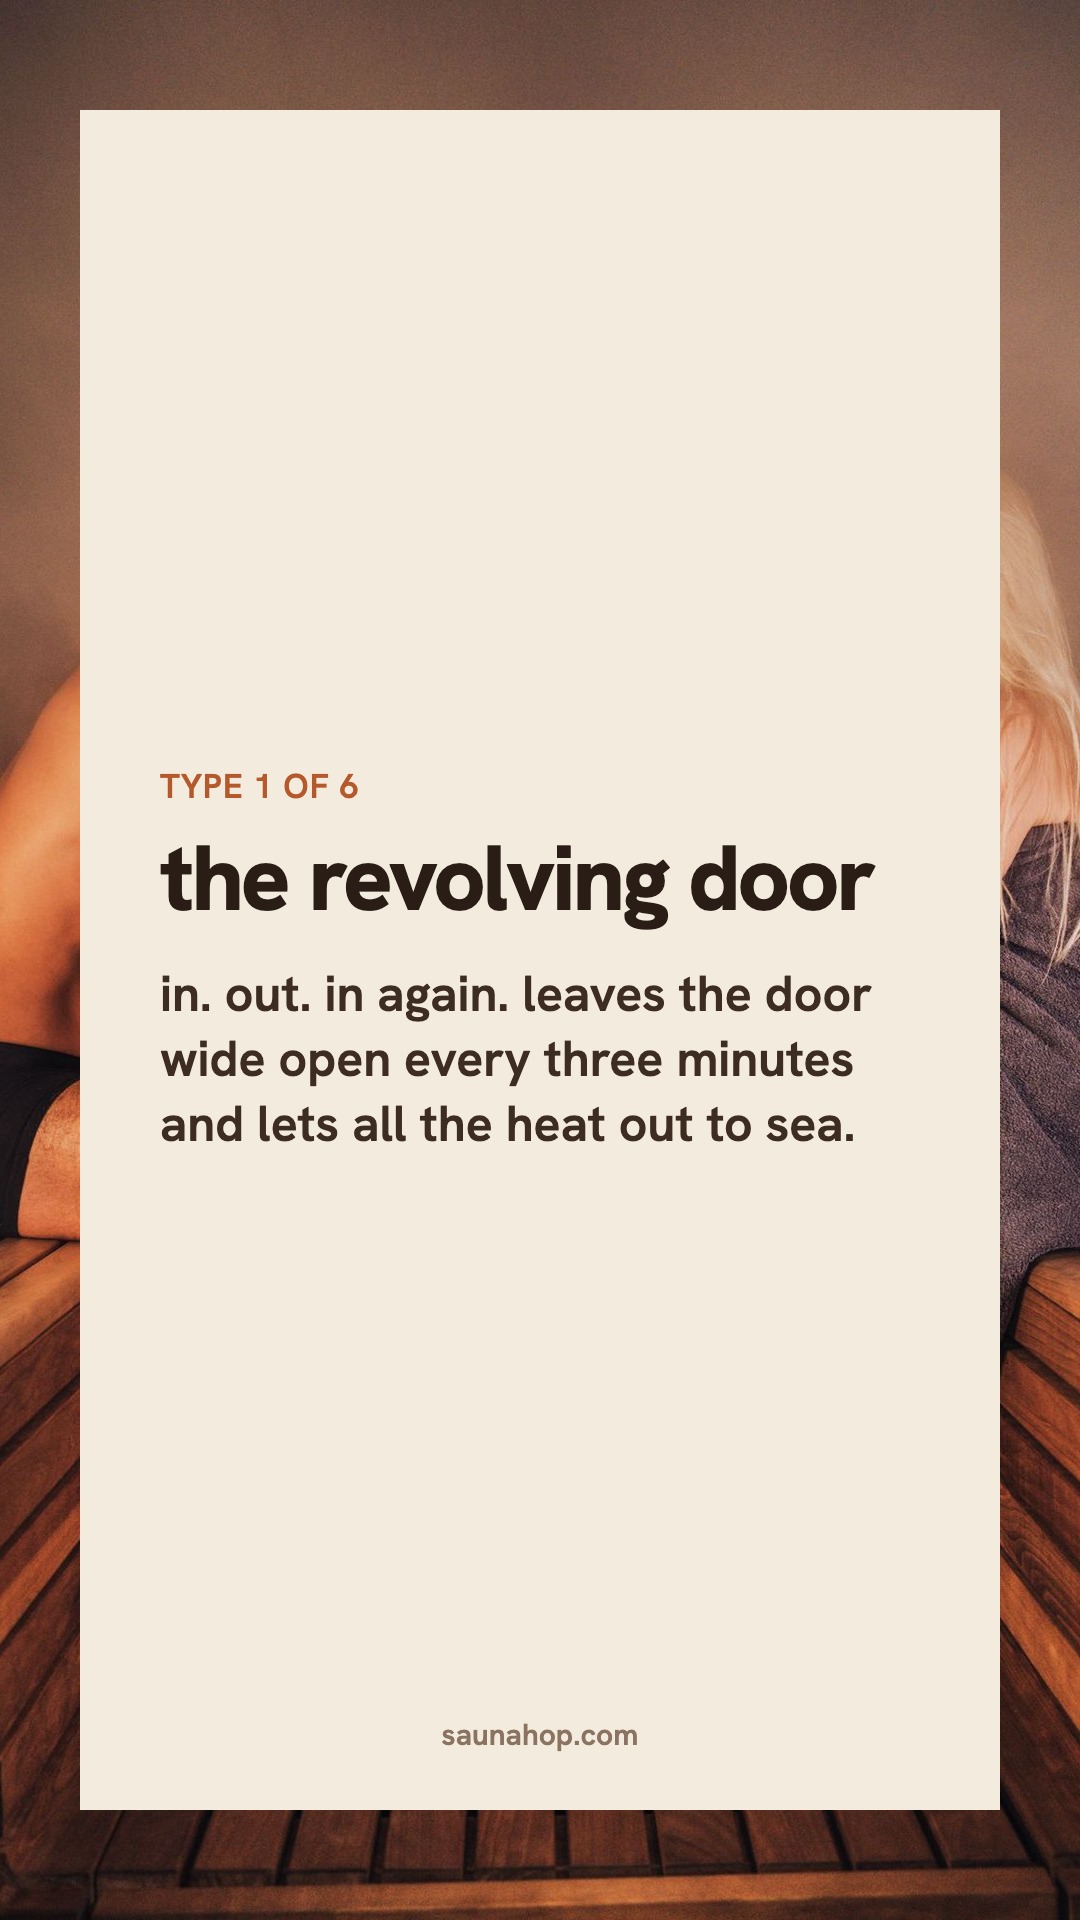 TYPE 1 OF 6
the revolving door
in. out. in again. leaves the door
wide open every three minutes
and lets all the heat out to sea.
saunahop.com